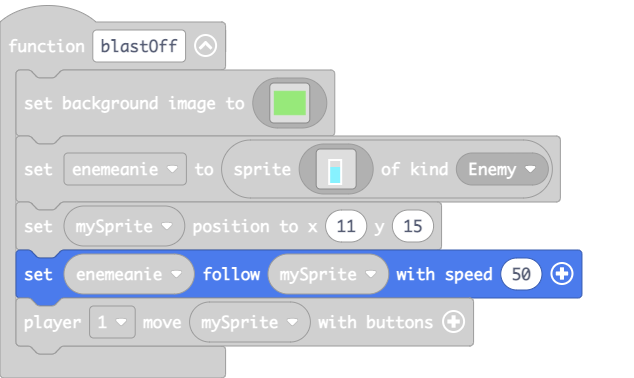 function blastOff
set background image to
set enemeanie to sprite of kind Enemy
set mySprite position to x 11 y 15
set enemeanie follow mySprite with speed 50
player 1 move mySprite with buttons